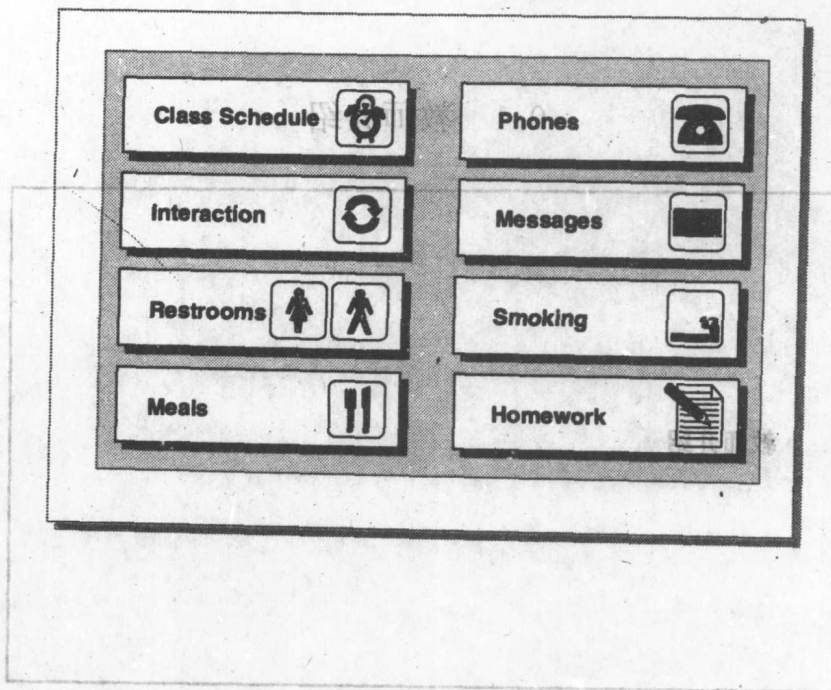 Class Schedule
Phones
Interaction
Messages
Restrooms
Smoking
Meals
Homework